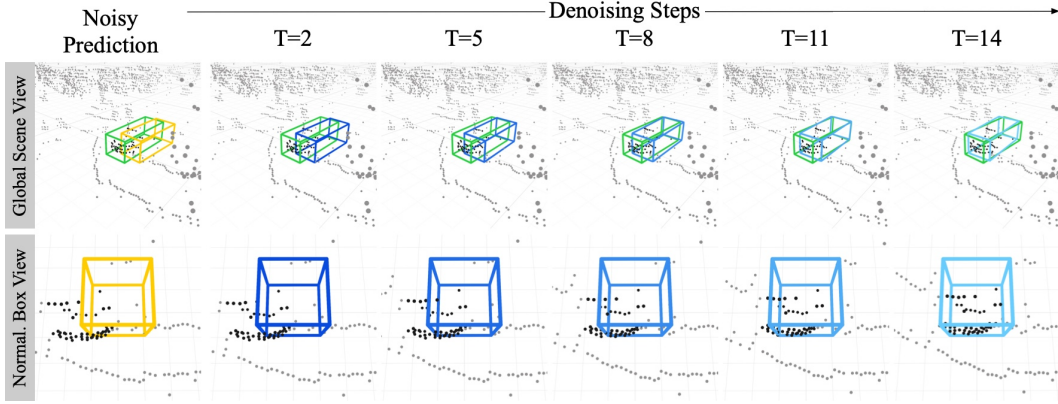 Denoising Steps
Noisy
Prediction
T=2
T=5
T=8
T=11
T=14
Global Scene View
Normal. Box View